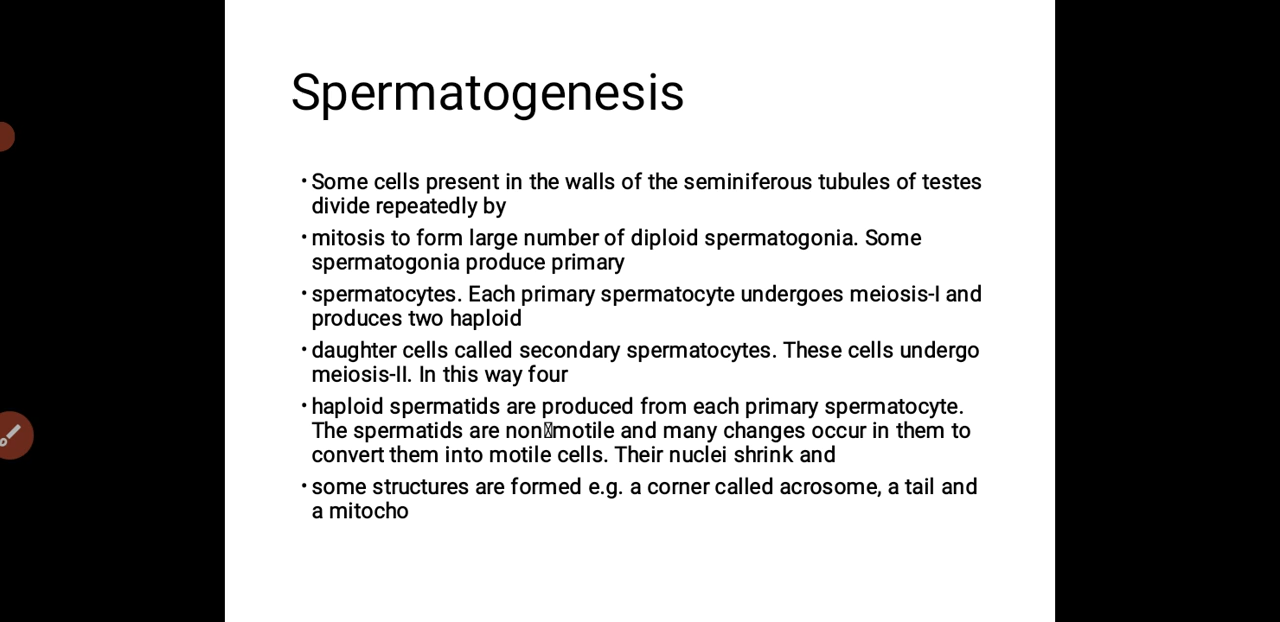 Spermatogenesis
• Some cells present in the walls of the seminiferous tubules of testes
divide repeatedly by
• mitosis to form large number of diploid spermatogonia. Some
spermatogonia produce primary
• spermatocytes. Each primary spermatocyte undergoes meiosis-I and
produces two haploid
• daughter cells called secondary spermatocytes. These cells undergo
meiosis-II. In this way four
• haploid spermatids are produced from each primary spermatocyte.
The spermatids are non￾motile and many changes occur in them to
convert them into motile cells. Their nuclei shrink and
• some structures are formed e.g. a corner called acrosome, a tail and
a mitocho